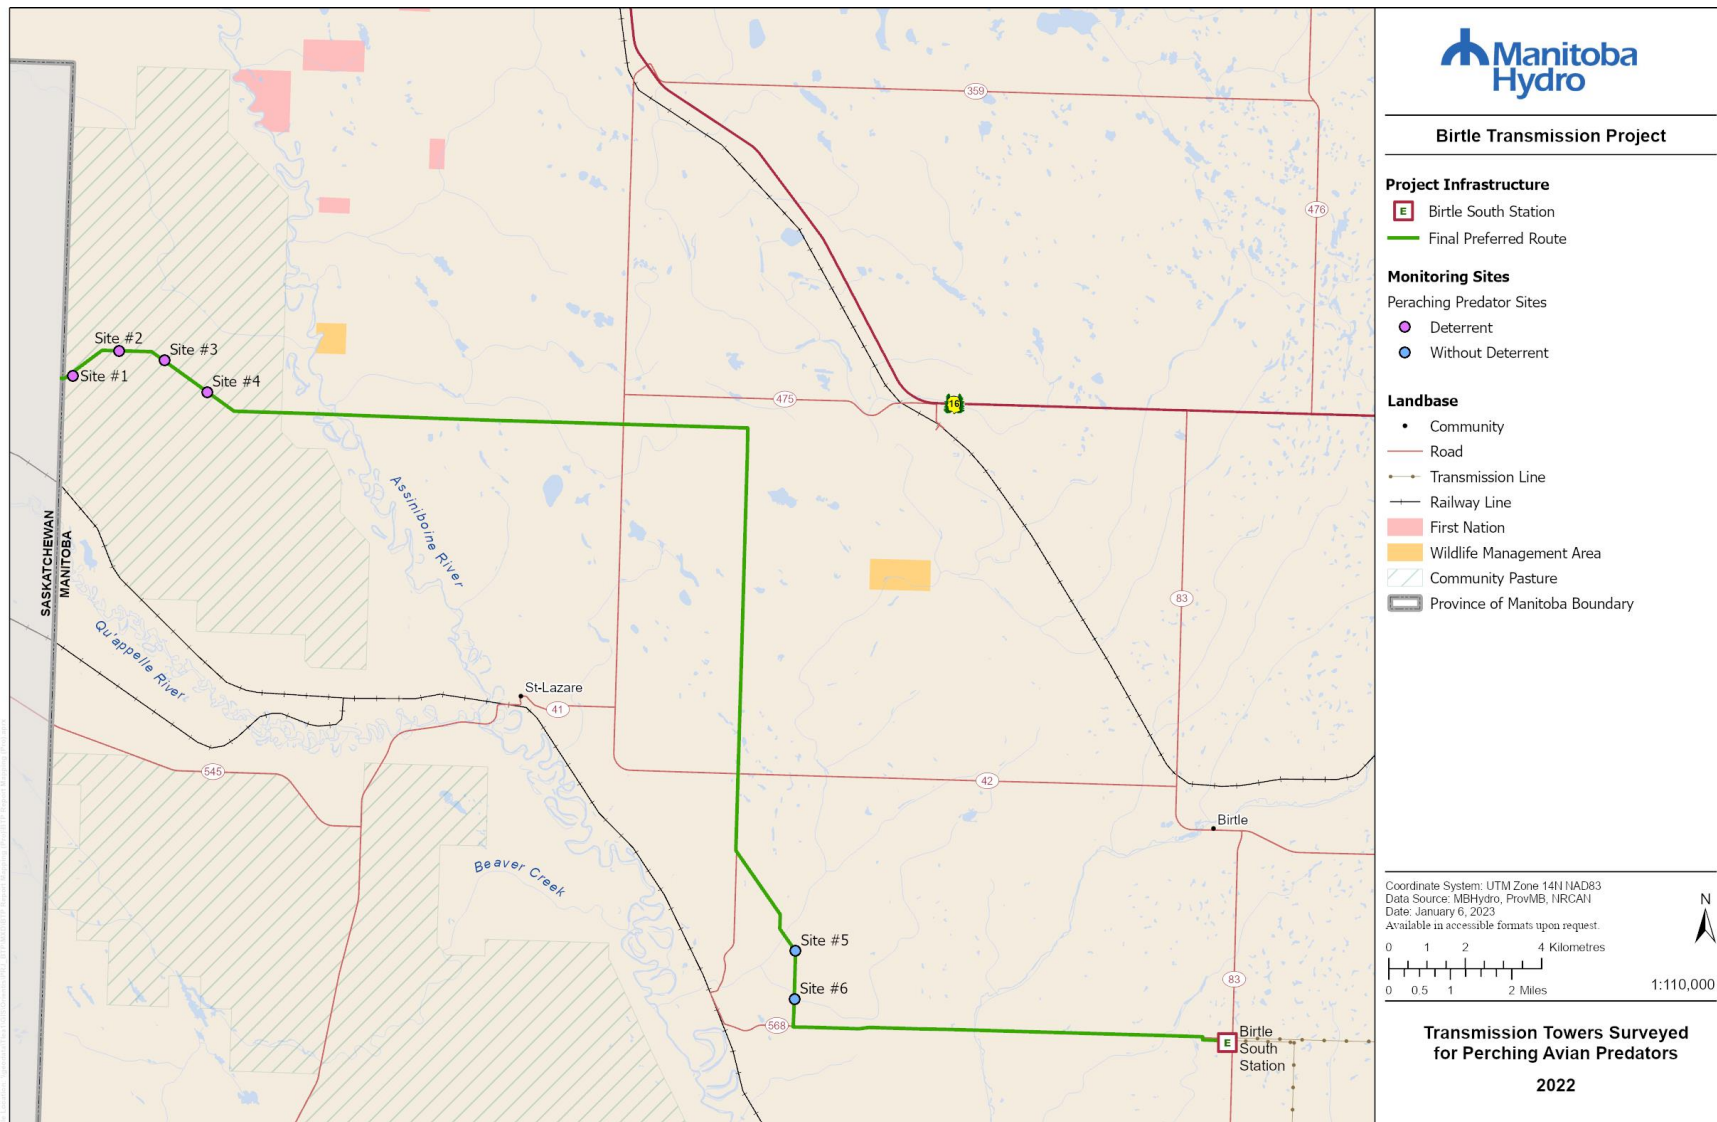 Manitoba
Hydro
Birtle Transmission Project
Project Infrastructure
E Birtle South Station
Final Preferred Route
Monitoring Sites
Peraching Predator Sites
Deterrent
Without Deterrent
Landbase
Community
Road
Transmission Line
Railway Line
First Nation
Wildlife Management Area
Community Pasture
Province of Manitoba Boundary
Coordinate System: UTM Zone 14N NAD83
Data Source: MBHydro, ProvMB, NRCAN
Date: January 6, 2023
Available in accessible formats upon request.
N
0 1 2 4 Kilometres
0 0.5 1 2 Miles
1:110,000
Transmission Towers Surveyed
for Perching Avian Predators
2022
359
476
Site #2
Site #3
Site #1
Site #4
475
16
Assiniboine River
SASKATCHEWAN
MANITOBA
83
Qu'appelle River
St-Lazare
41
545
42
Birtle
Beaver Creek
Site #5
Site #6
83
568
E
Birtle
South
Station